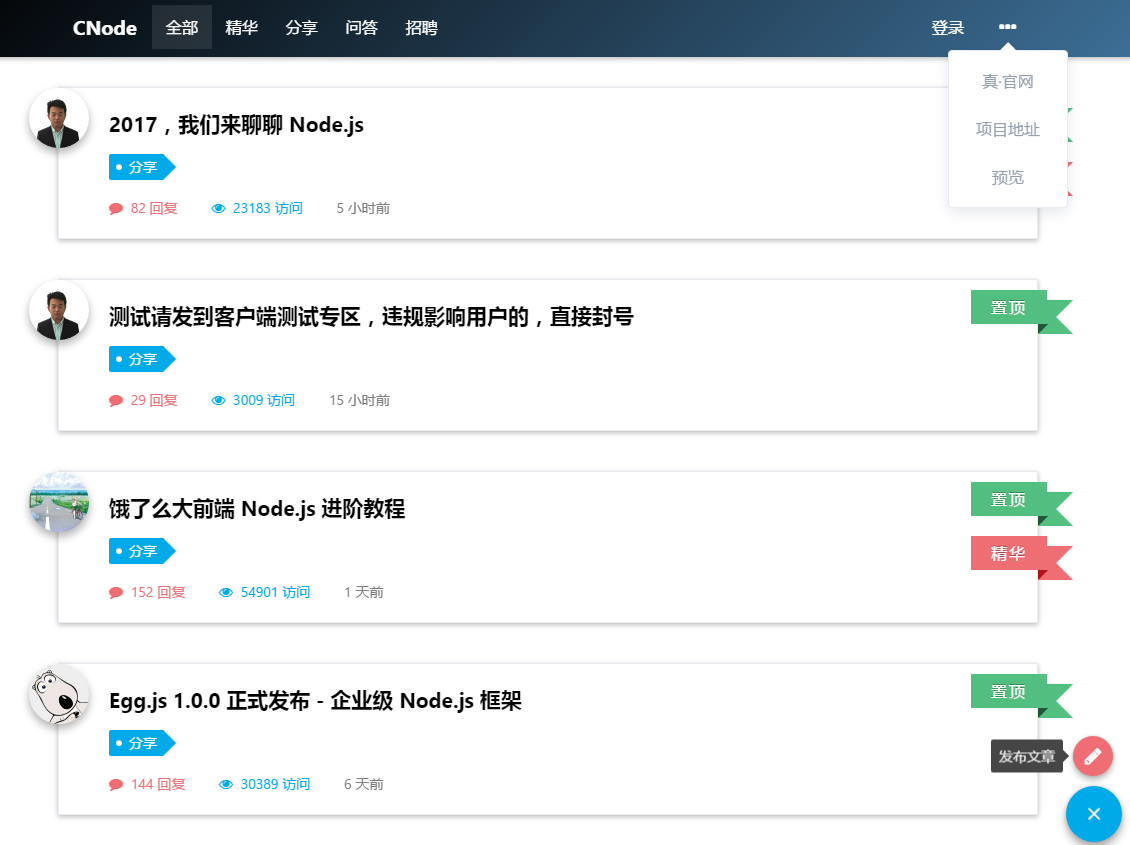 CNode 全部 精华 分享 问答 招聘 登录 •••
真·官网
项目地址
预览
2017，我们来聊聊 Node.js
分享
82 回复 23183 访问 5 小时前
测试请发到客户端测试专区，违规影响用户的，直接封号
置顶
分享
29 回复 3009 访问 15 小时前
饿了么大前端 Node.js 进阶教程
置顶
分享
精华
152 回复 54901 访问 1 天前
Egg.js 1.0.0 正式发布 - 企业级 Node.js 框架
置顶
分享
发布文章
144 回复 30389 访问 6 天前